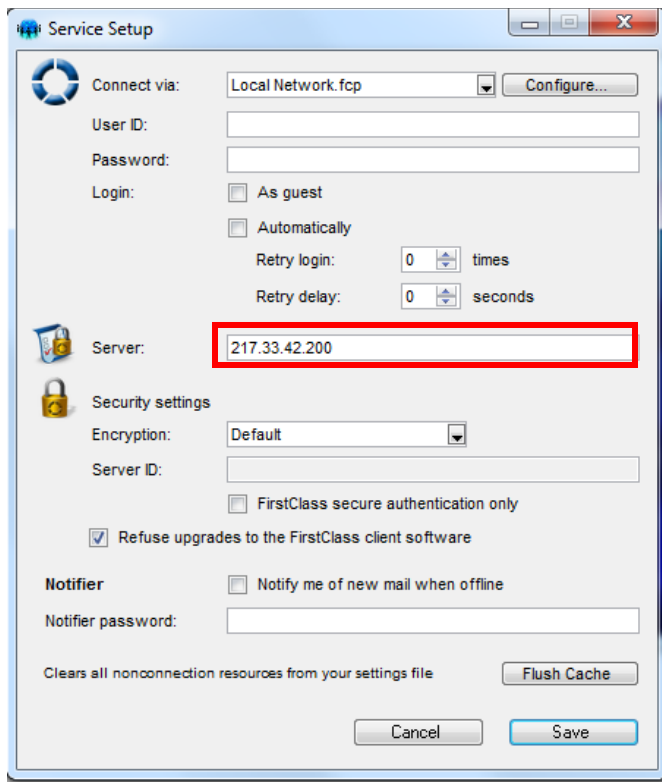 Service Setup
Connect via: Local Network.fcp Configure...
User ID:
Password:
Login: As guest
Automatically
Retry login: 0 times
Retry delay: 0 seconds
Server: 217.33.42.200
Security settings
Encryption: Default
Server ID:
FirstClass secure authentication only
Refuse upgrades to the FirstClass client software
Notifier Notify me of new mail when offline
Notifier password:
Clears all nonconnection resources from your settings file Flush Cache
Cancel Save